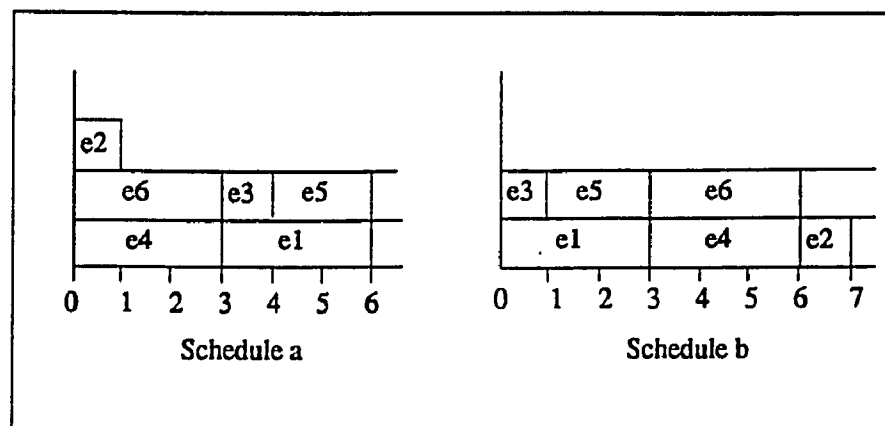 e2
e6 e3 e5
e4 e1
0 1 2 3 4 5 6
Schedule a
e3 e5 e6
e1 e4 e2
0 1 2 3 4 5 6 7
Schedule b